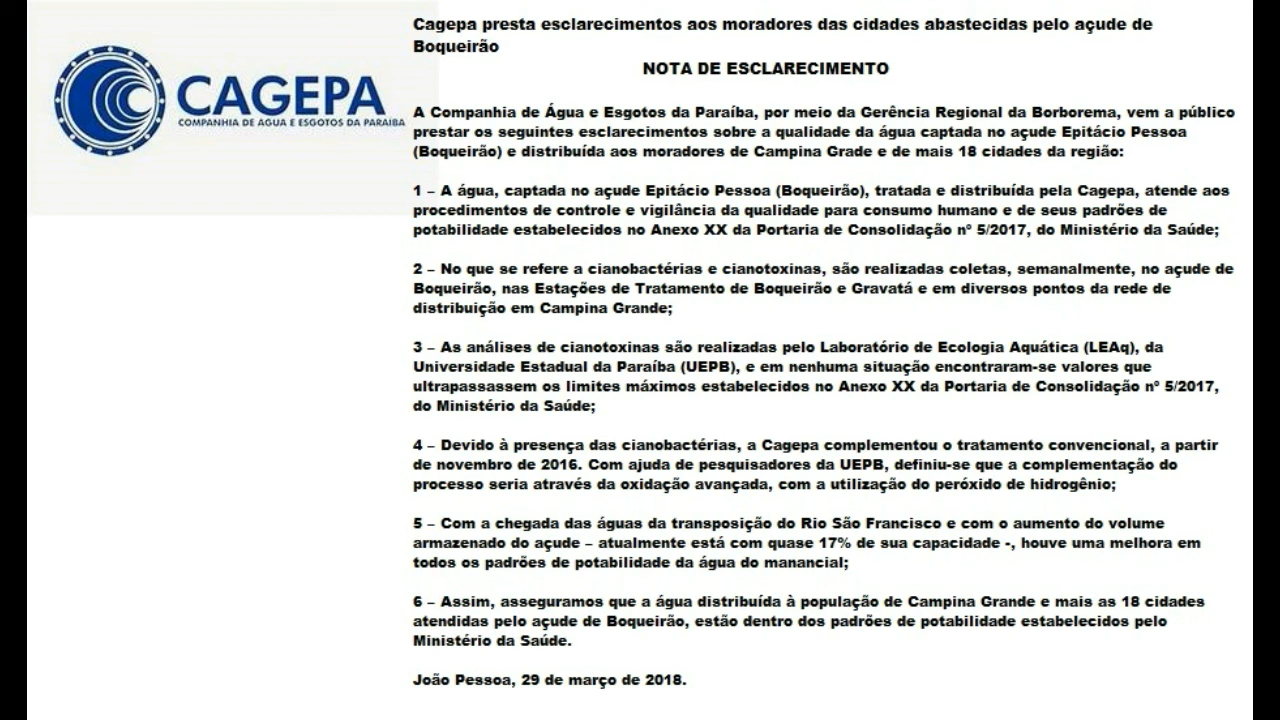 CAGEPA
COMPANHIA DE AGUA E ESGOTOS DA PARAIBA
Cagepa presta esclarecimentos aos moradores das cidades abastecidas pelo açude de
Boqueirão
NOTA DE ESCLARECIMENTO
A Companhia de Água e Esgotos da Paraíba, por meio da Gerência Regional da Borborema, vem a público
prestar os seguintes esclarecimentos sobre a qualidade da água captada no açude Epitácio Pessoa
(Boqueirão) e distribuída aos moradores de Campina Grade e de mais 18 cidades da região:
1 – A água, captada no açude Epitácio Pessoa (Boqueirão), tratada e distribuída pela Cagepa, atende aos
procedimentos de controle e vigilância da qualidade para consumo humano e de seus padrões de
potabilidade estabelecidos no Anexo XX da Portaria de Consolidação nº 5/2017, do Ministério da Saúde;
2 – No que se refere a cianobactérias e cianotoxinas, são realizadas coletas, semanalmente, no açude de
Boqueirão, nas Estações de Tratamento de Boqueirão e Gravatá e em diversos pontos da rede de
distribuição em Campina Grande;
3 – As análises de cianotoxinas são realizadas pelo Laboratório de Ecologia Aquática (LEAq), da
Universidade Estadual da Paraíba (UEPB), e em nenhuma situação encontraram-se valores que
ultrapassassem os limites máximos estabelecidos no Anexo XX da Portaria de Consolidação nº 5/2017,
do Ministério da Saúde;
4 – Devido à presença das cianobactérias, a Cagepa complementou o tratamento convencional, a partir
de novembro de 2016. Com ajuda de pesquisadores da UEPB, definiu-se que a complementação do
processo seria através da oxidação avançada, com a utilização do peróxido de hidrogênio;
5 – Com a chegada das águas da transposição do Rio São Francisco e com o aumento do volume
armazenado do açude – atualmente está com quase 17% de sua capacidade -, houve uma melhora em
todos os padrões de potabilidade da água do manancial;
6 – Assim, asseguramos que a água distribuída à população de Campina Grande e mais as 18 cidades
atendidas pelo açude de Boqueirão, estão dentro dos padrões de potabilidade estabelecidos pelo
Ministério da Saúde.
João Pessoa, 29 de março de 2018.